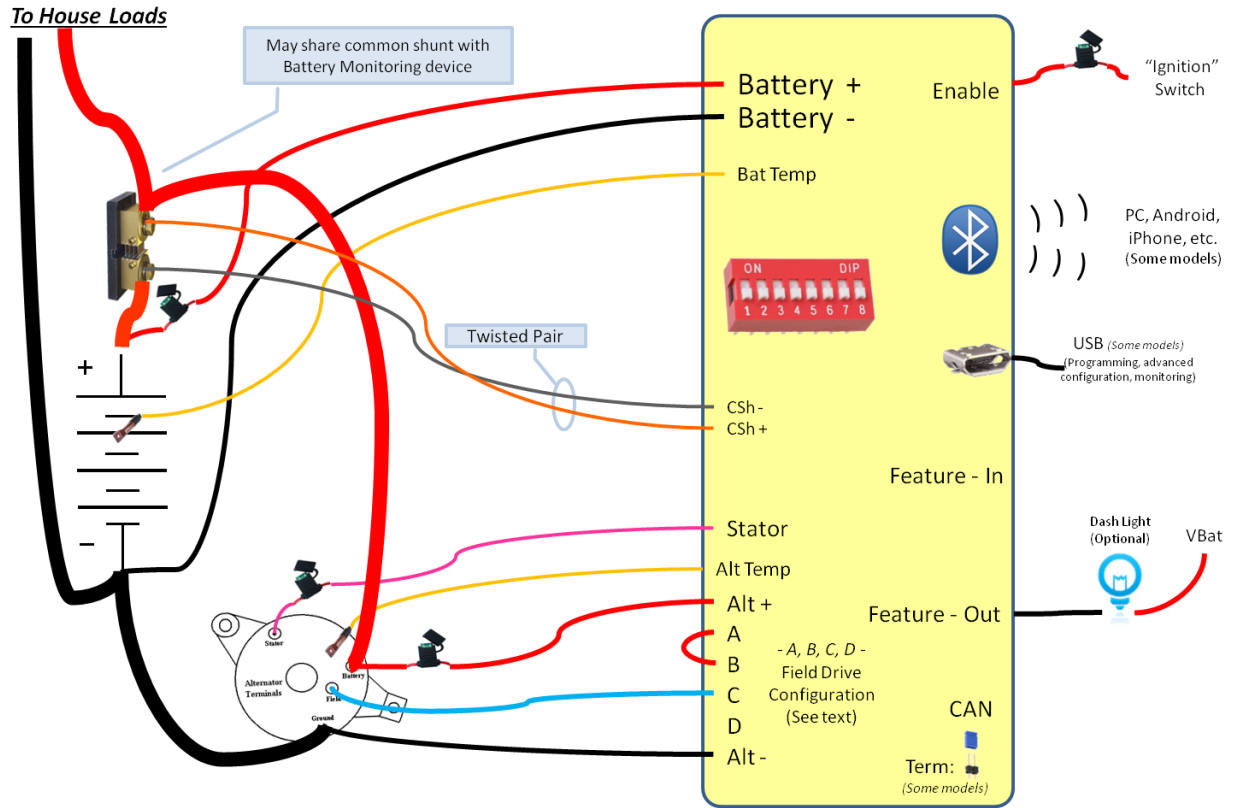 To House Loads
May share common shunt with
Battery Monitoring device
Battery +
Battery -
Bat Temp
Enable
"Ignition"
Switch
PC, Android,
iPhone, etc.
(Some models)
ON DIP
1 2 3 4 5 6 7 8
USB (Some models)
(Programming, advanced
configuration, monitoring)
Twisted Pair
+
–
CSh -
CSh +
Feature - In
Stator
Alt Temp
Alt +
A
B
C
D
Alt -
- A, B, C, D -
Field Drive
Configuration
(See text)
Feature - Out
Dash Light
(Optional)
VBat
CAN
Term:
(Some models)
Stator
Alternator
Terminals
Battery
Field
Ground